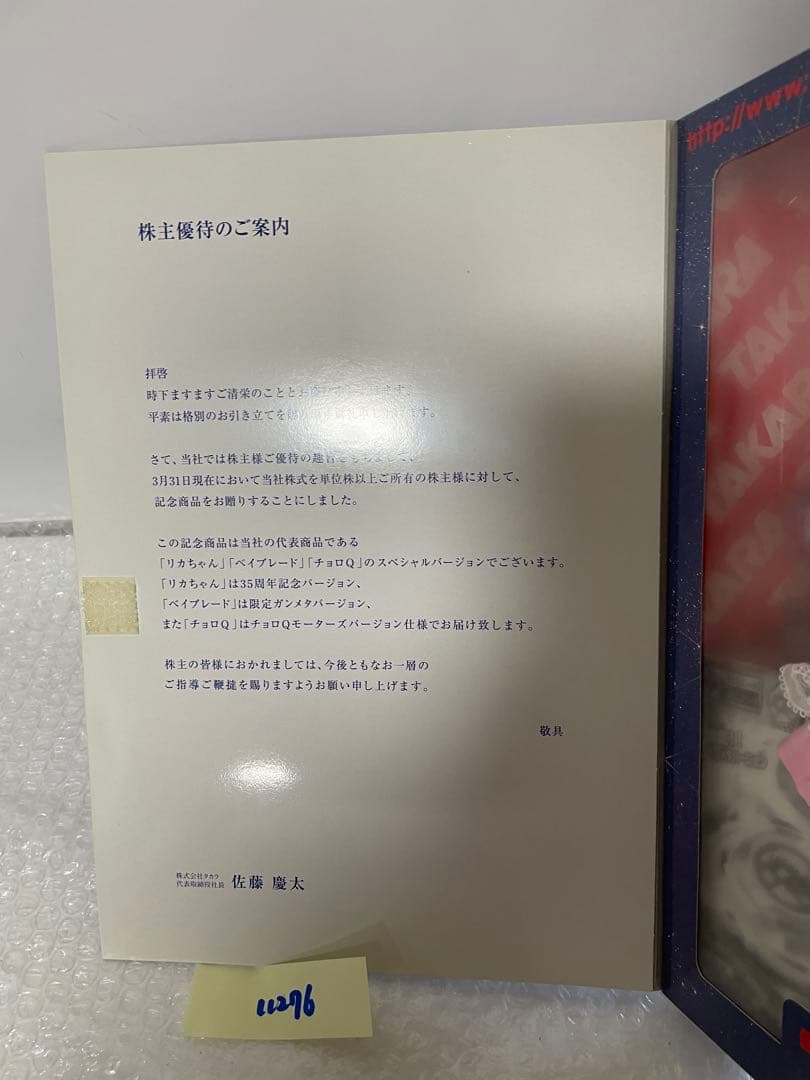 株主優待のご案内
拝啓
時下ますますご清栄のこととお
平素は格別のお引き立てを
さて、当社では株主様ご優待の趣旨
3月31日現在において当社株式を単位株以上ご所有の株主様に対して、
記念商品をお贈りすることにしました。
この記念商品は当社の代表商品である
「リカちゃん」「ベイブレード」「チョロQ」のスペシャルバージョンでございます。
「リカちゃん」は35周年記念バージョン、
「ベイブレード」は限定ガンメタバージョン、
また「チョロQ」はチョロQモーターズバージョン仕様でお届け致します。
株主の皆様におかれましては、今後ともなお一層の
ご指導ご鞭撻を賜りますようお願い申し上げます。
敬具
株式会社タカラ
代表取締役社長 佐藤 慶太
11276
http://www.
TAKARA